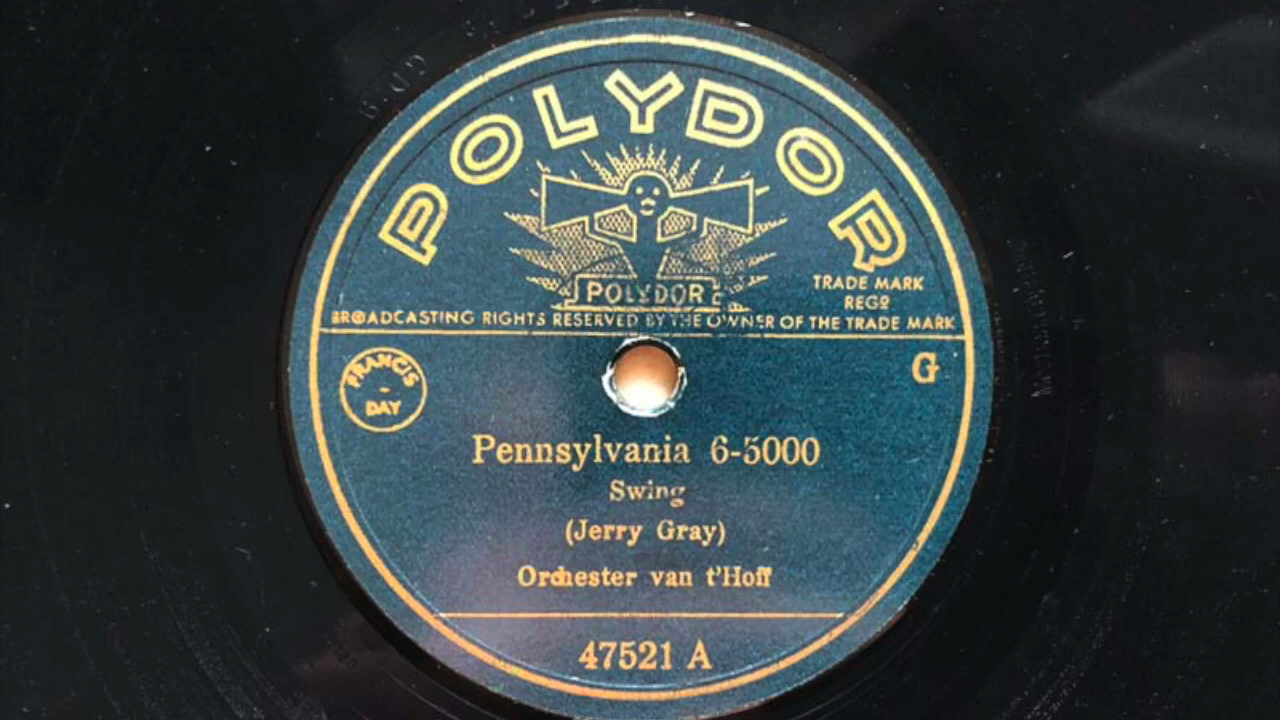 POLYDOR
POLYDOR
TRADE MARK
REGD
BROADCASTING RIGHTS RESERVED BY THE OWNER OF THE TRADE MARK
FRANCIS
-
DAY
G
Pennsylvania 6-5000
Swing
(Jerry Gray)
Orchester van t'Hoff
47521 A